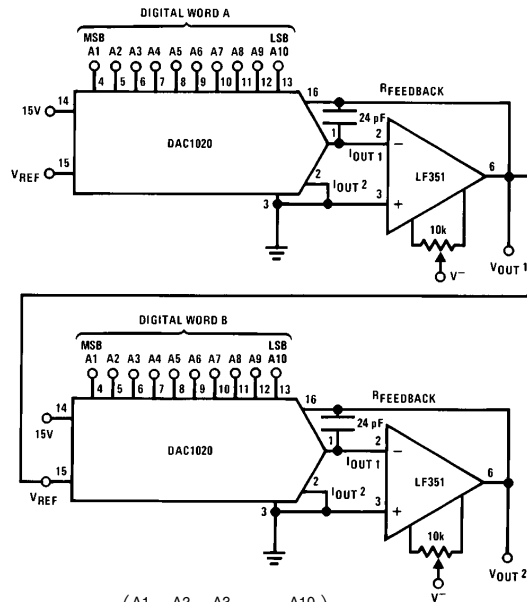 DIGITAL WORD A
MSB LSB
A1 A2 A3 A4 A5 A6 A7 A8 A9 A10
4 5 6 7 8 9 10 11 12 13
16 RFEEDBACK
15V 14
24 pF
DAC1020
1 IOUT 1 2 −
LF351 6
VREF 15
2 IOUT 2
3 3 +
10k
V−
VOUT 1
DIGITAL WORD B
MSB LSB
A1 A2 A3 A4 A5 A6 A7 A8 A9 A10
4 5 6 7 8 9 10 11 12 13
16 RFEEDBACK
14
15V
24 pF
DAC1020
1 IOUT 1 2 −
LF351 6
15
VREF
2 IOUT 2
3 3 +
10k
V−
VOUT 2
(A1 A2 A3 A10)